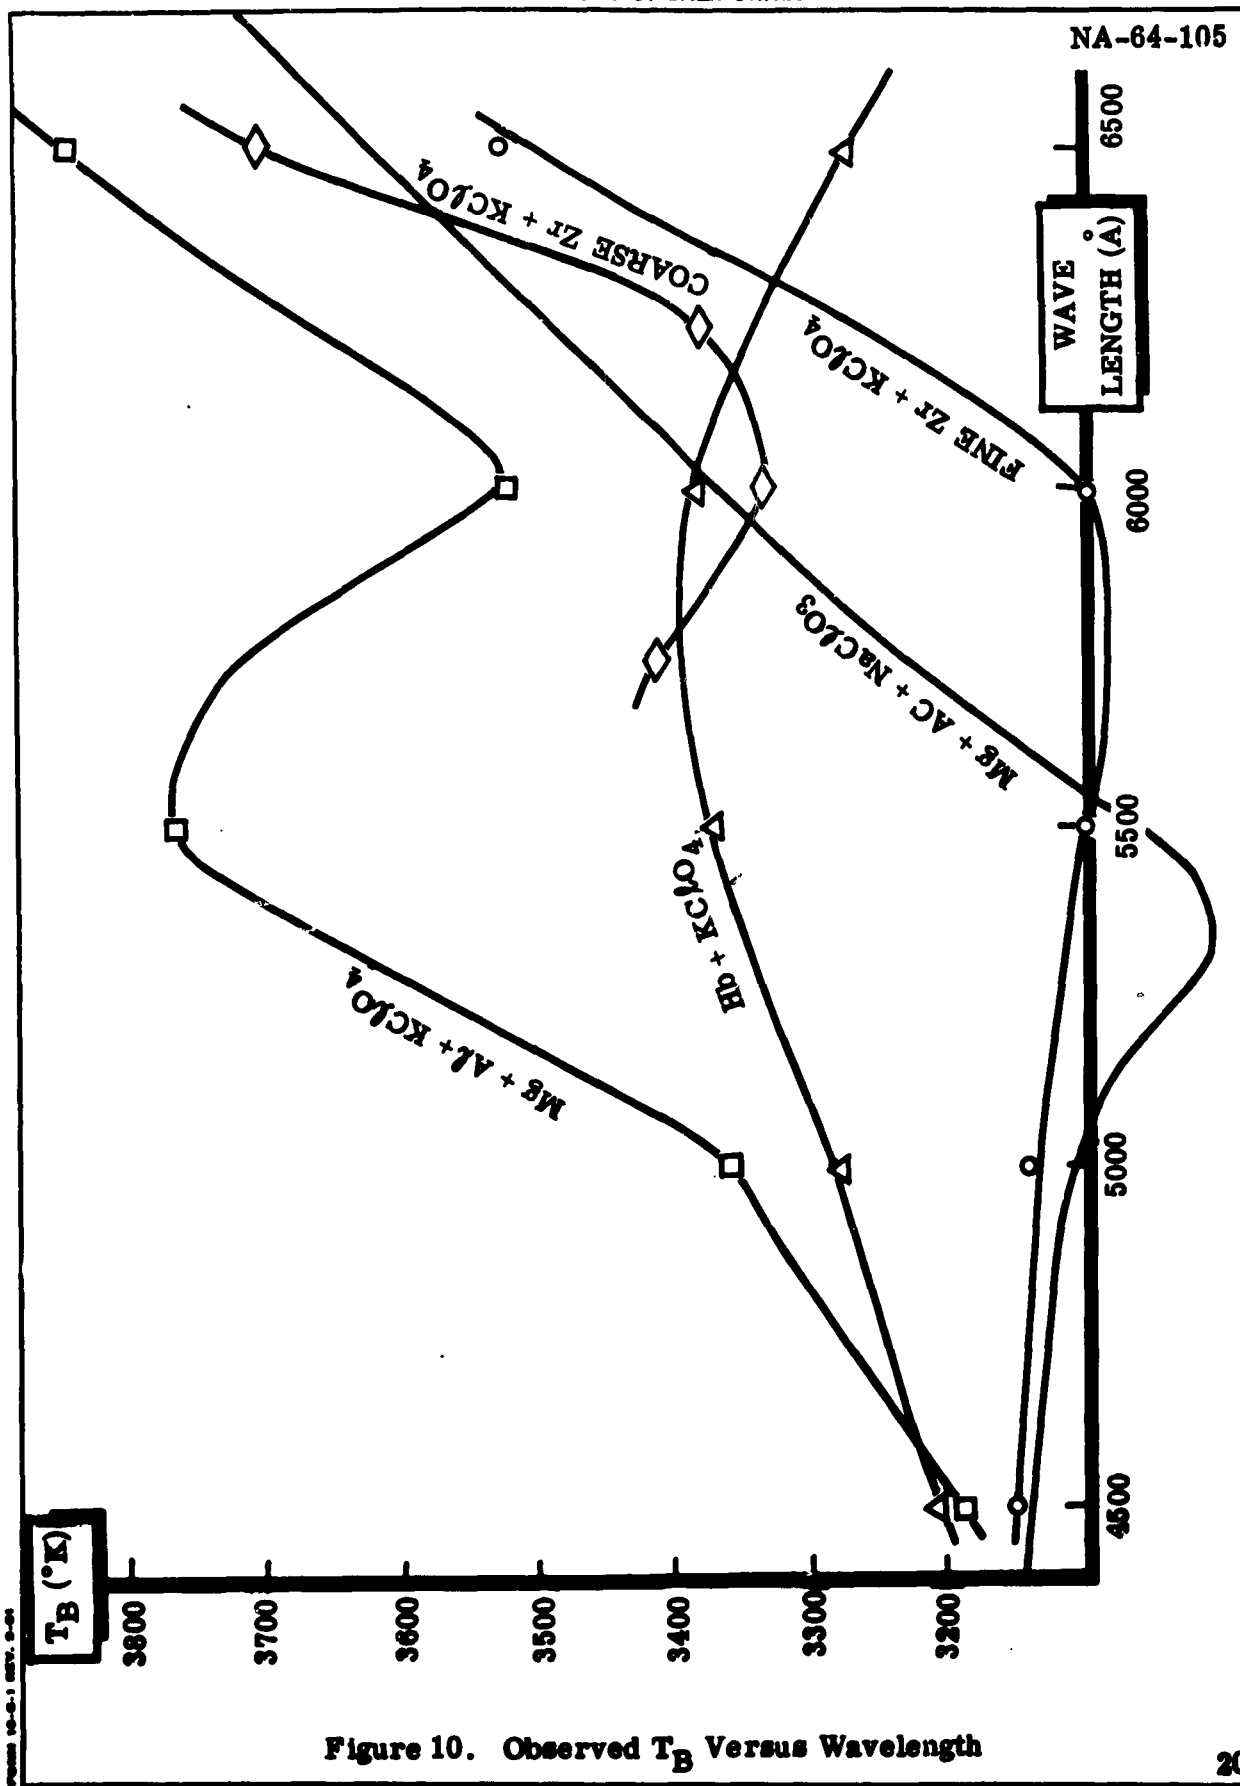 NA-64-105
T_B (°K)
3800
3700
3600
3500
3400
3300
3200
4500
5000
5500
6000
6500
WAVE
LENGTH (Å)
Mg + Al + KClO4
Hb + KClO4
Mg + AC + NaClO3
COARSE Zr + KClO4
FINE Zr + KClO4
Figure 10. Observed T_B Versus Wavelength
20